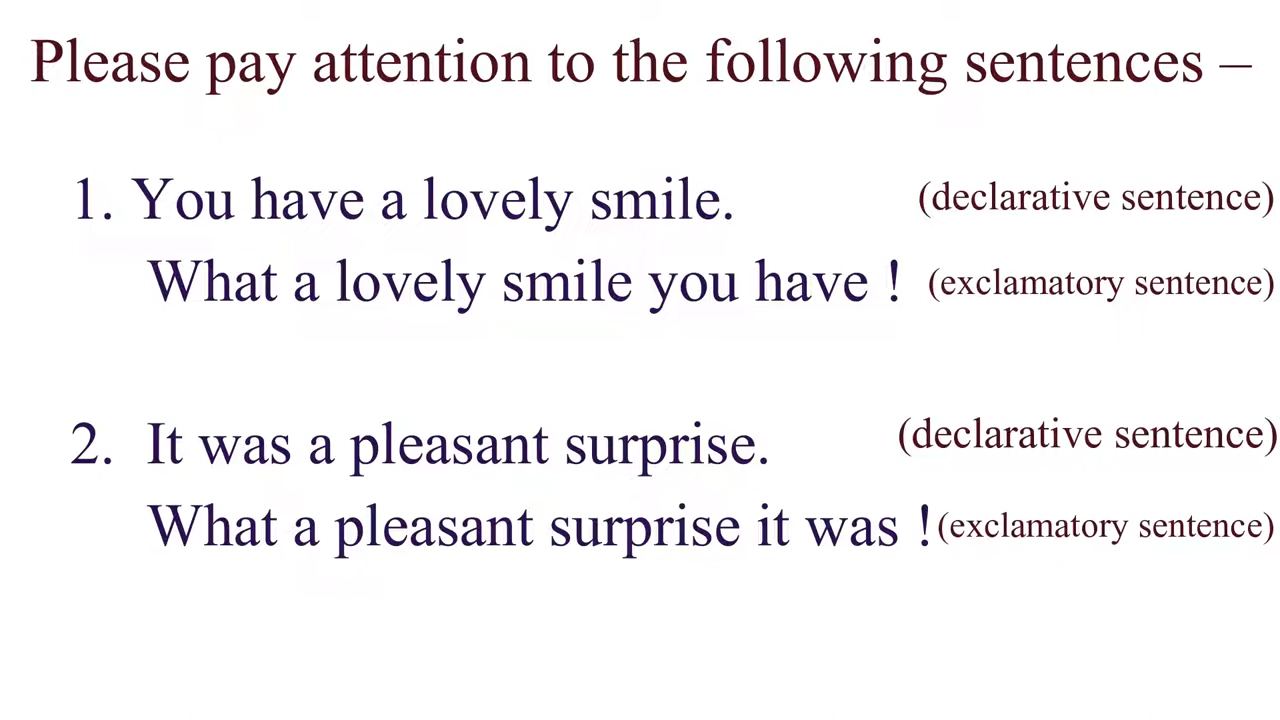 Please pay attention to the following sentences –
1. You have a lovely smile. (declarative sentence)
What a lovely smile you have ! (exclamatory sentence)
2. It was a pleasant surprise. (declarative sentence)
What a pleasant surprise it was ! (exclamatory sentence)